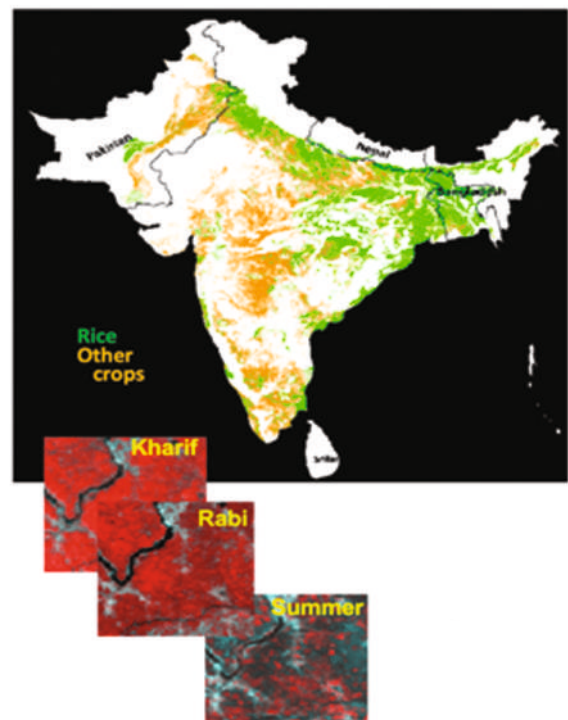 Pakistan
Nepal
Bangladesh
Rice
Other
crops
Kharif
Rabi
Summer